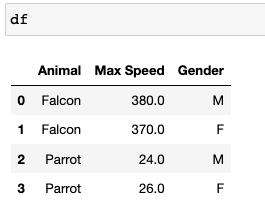 df
Animal Max Speed Gender
0 Falcon 380.0 M
1 Falcon 370.0 F
2 Parrot 24.0 M
3 Parrot 26.0 F